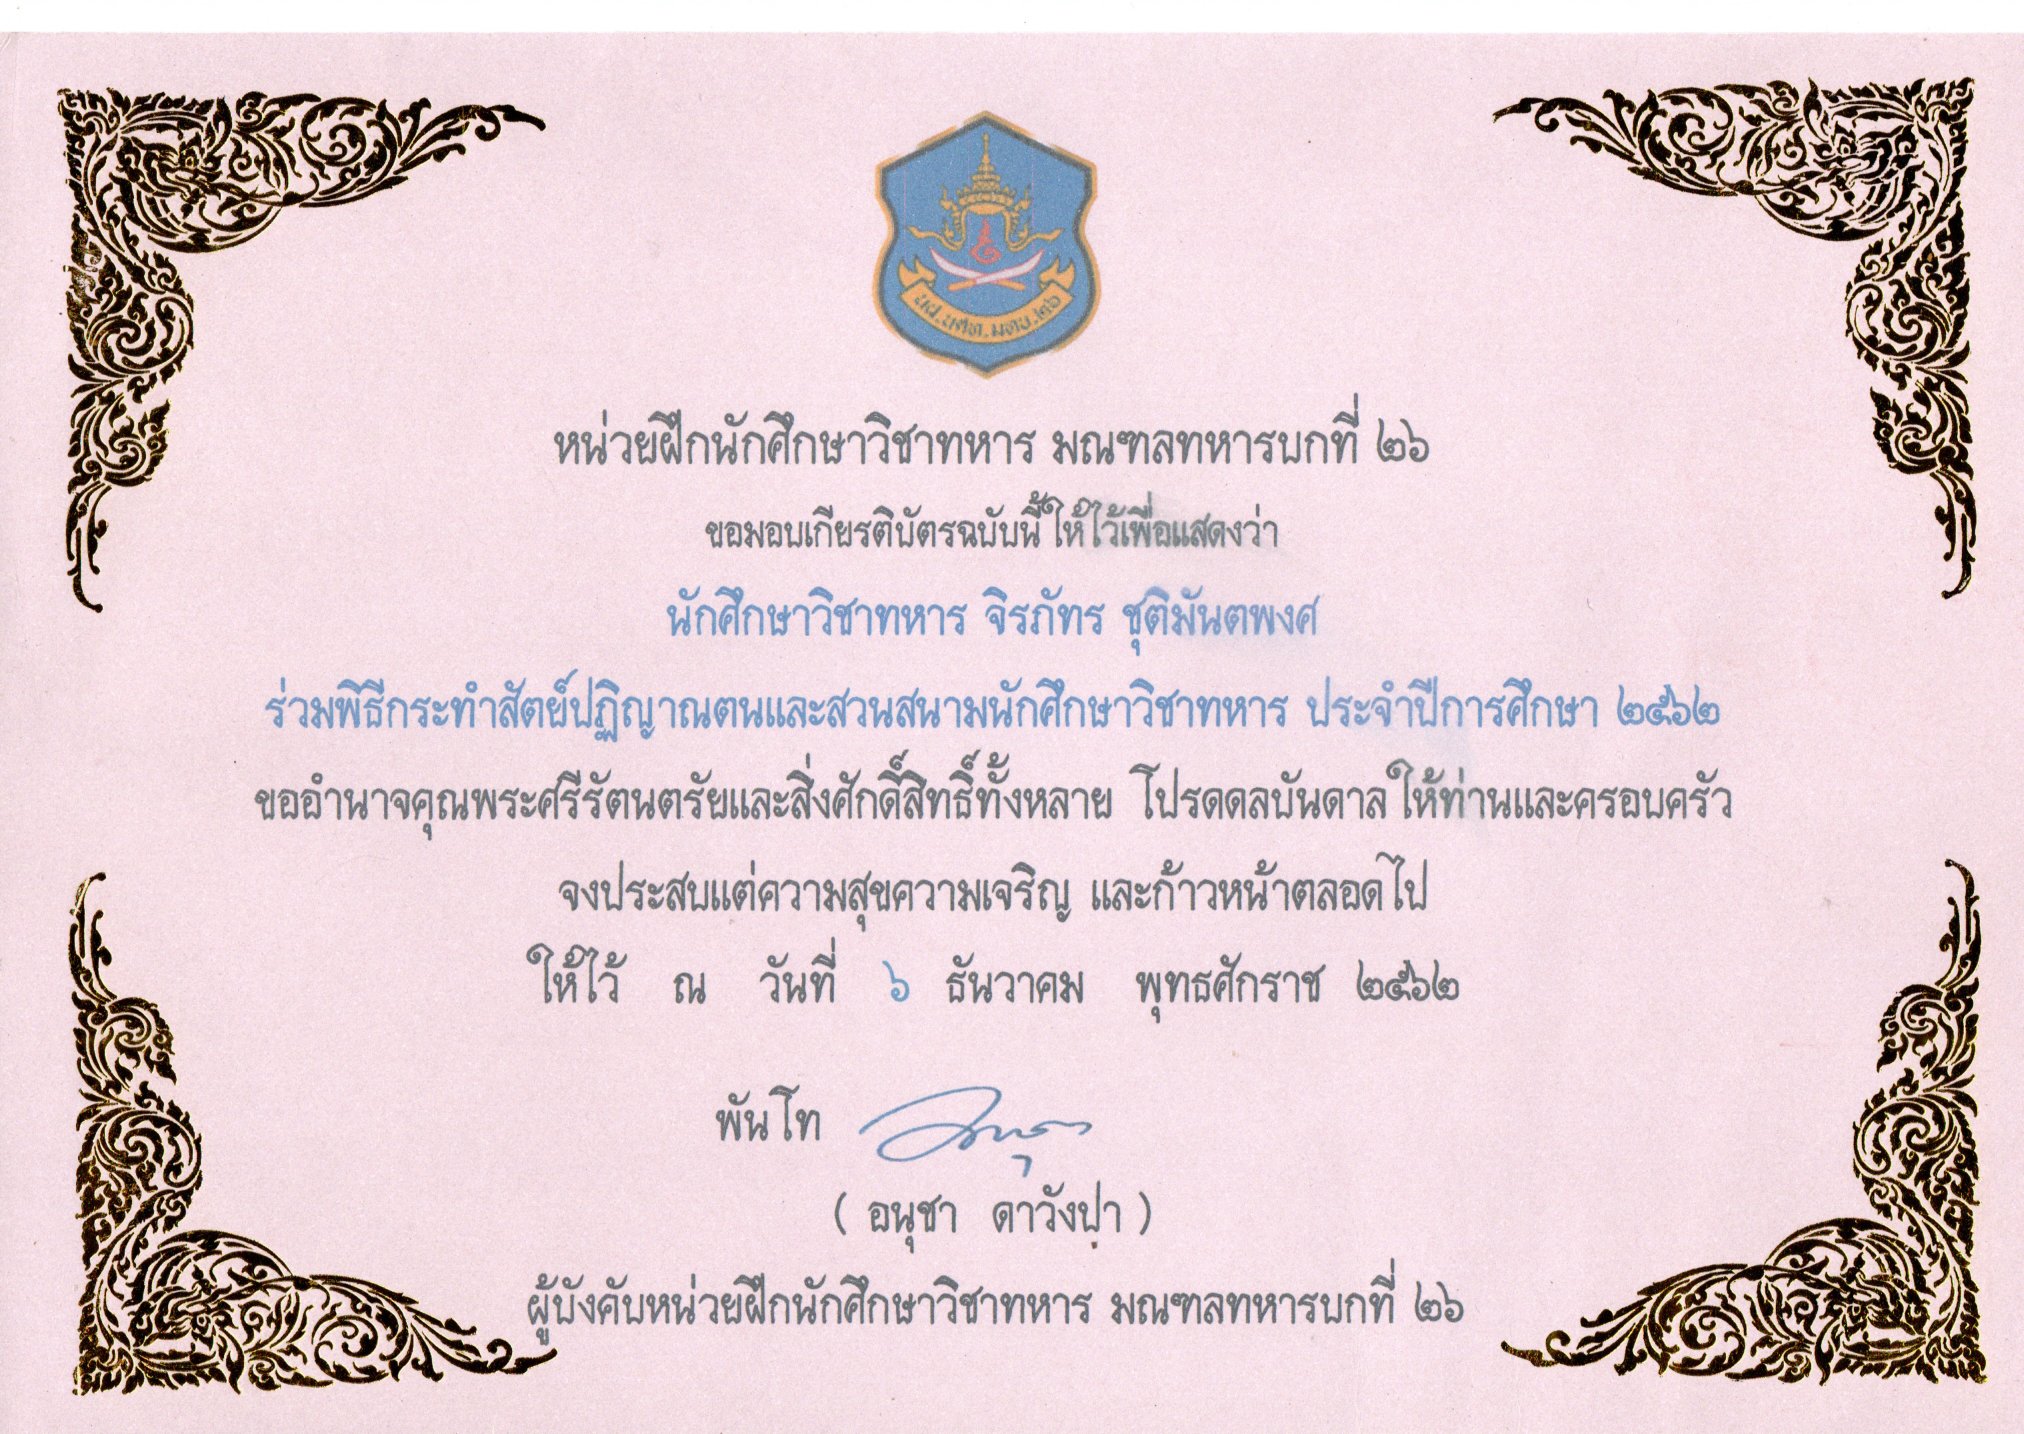 นฝ.นศท.มทบ.๒๖
หน่วยฝึกนักศึกษาวิชาทหาร มณฑลทหารบกที่ ๒๖
ขอมอบเกียรติบัตรฉบับนี้ให้ไว้เพื่อแสดงว่า
นักศึกษาวิชาทหาร จิรภัทร ชุติมันตพงศ
ร่วมพิธีกระทำสัตย์ปฏิญาณตนและสวนสนามนักศึกษาวิชาทหาร ประจำปีการศึกษา ๒๕๖๒
ขออำนาจคุณพระศรีรัตนตรัยและสิ่งศักดิ์สิทธิ์ทั้งหลาย โปรดดลบันดาลให้ท่านและครอบครัว
จงประสบแต่ความสุขความเจริญ และก้าวหน้าตลอดไป
ให้ไว้ ณ วันที่ ๖ ธันวาคม พุทธศักราช ๒๕๖๒
พันโท อนุชา
( อนุชา ดาวังปา )
ผู้บังคับหน่วยฝึกนักศึกษาวิชาทหาร มณฑลทหารบกที่ ๒๖